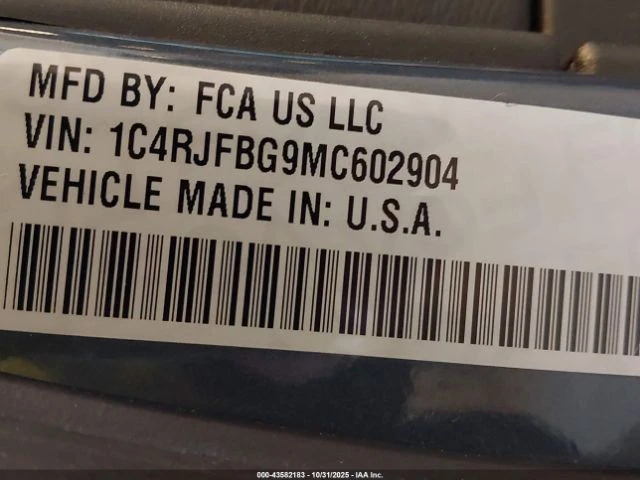 MFD BY: FCA US LLC
VIN: 1C4RJFBG9MC602904
VEHICLE MADE IN: U.S.A.
000-43582183 - 10/31/2025 - IAA Inc.